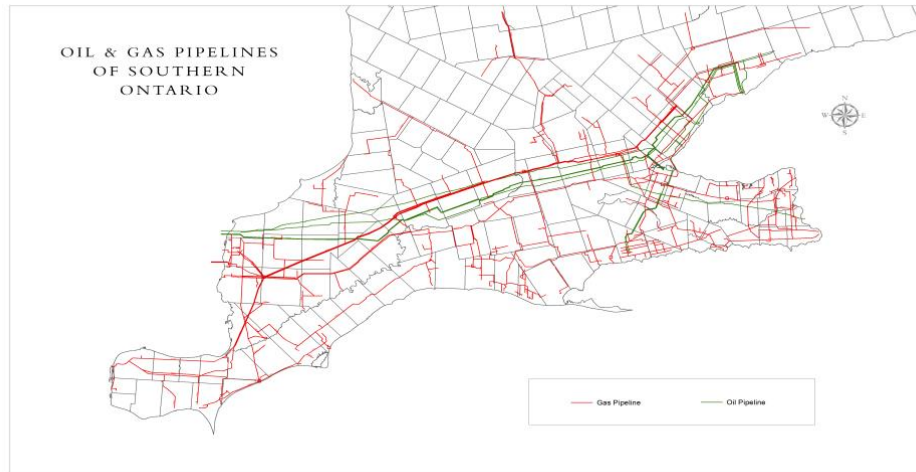 OIL & GAS PIPELINES
OF SOUTHERN
ONTARIO
N
W E
S
Gas Pipeline
Oil Pipeline